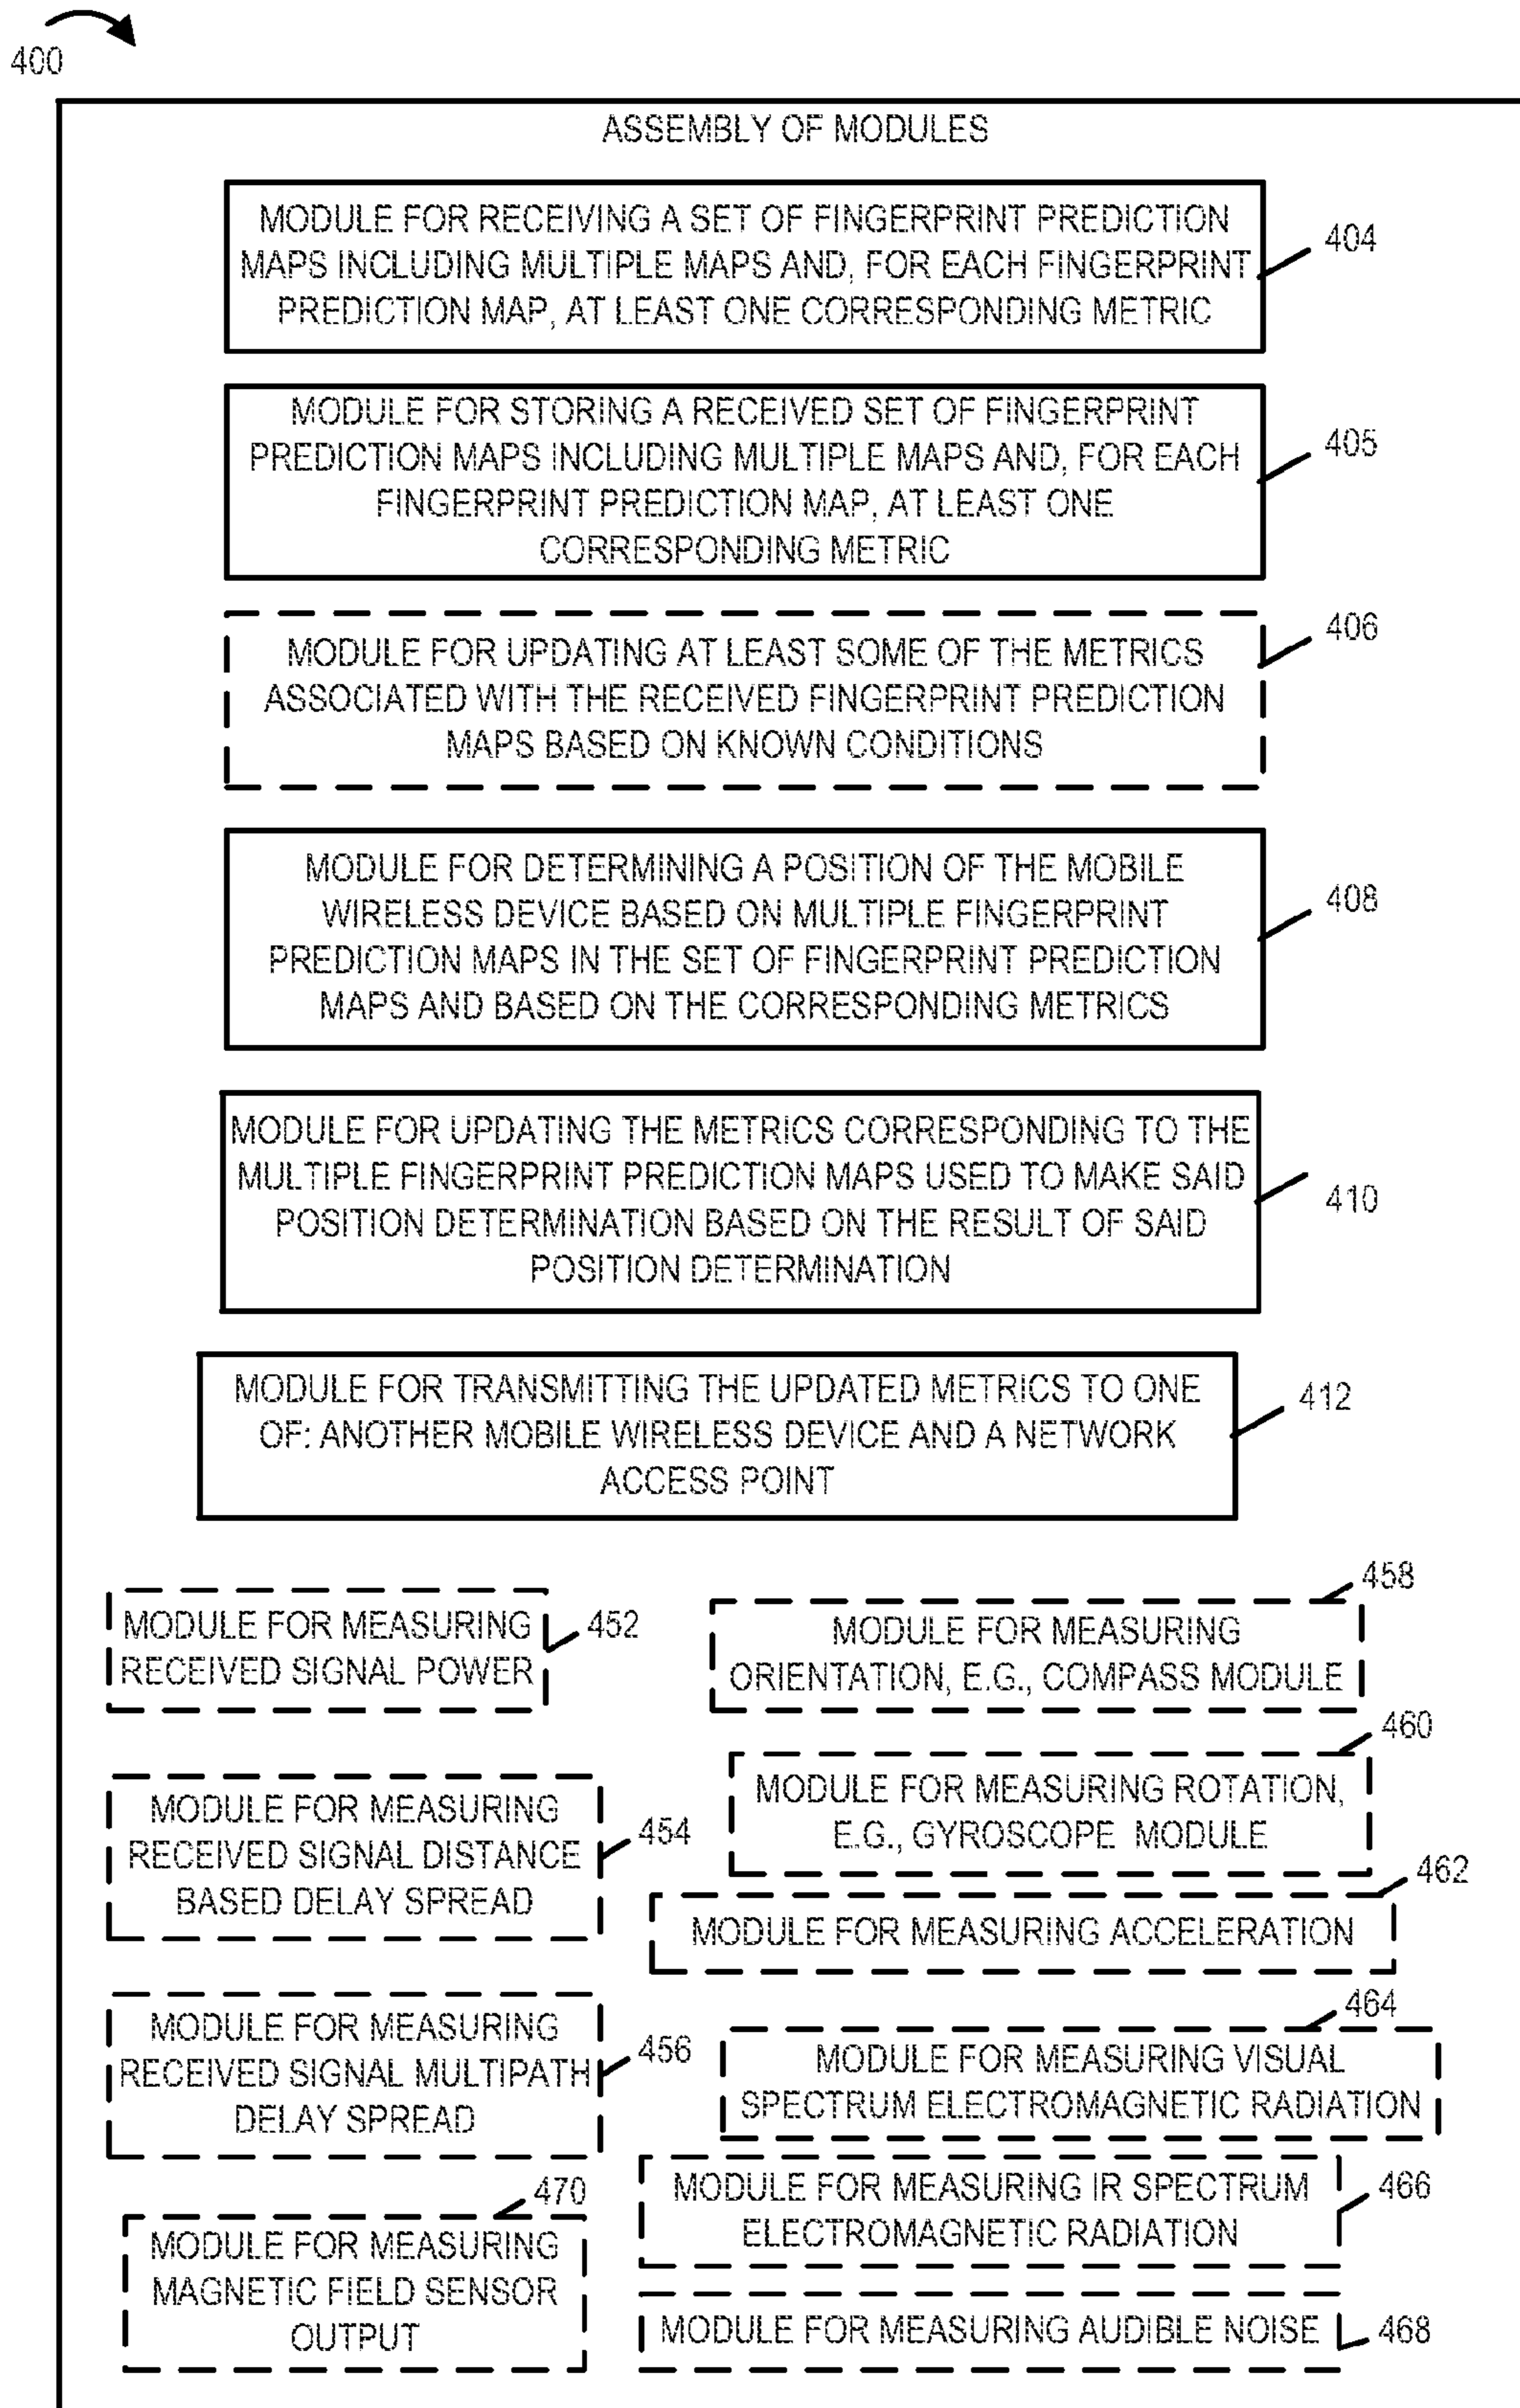 400
ASSEMBLY OF MODULES
MODULE FOR RECEIVING A SET OF FINGERPRINT PREDICTION
MAPS INCLUDING MULTIPLE MAPS AND, FOR EACH FINGERPRINT
PREDICTION MAP, AT LEAST ONE CORRESPONDING METRIC
404
MODULE FOR STORING A RECEIVED SET OF FINGERPRINT
PREDICTION MAPS INCLUDING MULTIPLE MAPS AND, FOR EACH
FINGERPRINT PREDICTION MAP, AT LEAST ONE
CORRESPONDING METRIC
405
MODULE FOR UPDATING AT LEAST SOME OF THE METRICS
ASSOCIATED WITH THE RECEIVED FINGERPRINT PREDICTION
MAPS BASED ON KNOWN CONDITIONS
406
MODULE FOR DETERMINING A POSITION OF THE MOBILE
WIRELESS DEVICE BASED ON MULTIPLE FINGERPRINT
PREDICTION MAPS IN THE SET OF FINGERPRINT PREDICTION
MAPS AND BASED ON THE CORRESPONDING METRICS
408
MODULE FOR UPDATING THE METRICS CORRESPONDING TO THE
MULTIPLE FINGERPRINT PREDICTION MAPS USED TO MAKE SAID
POSITION DETERMINATION BASED ON THE RESULT OF SAID
POSITION DETERMINATION
410
MODULE FOR TRANSMITTING THE UPDATED METRICS TO ONE
OF: ANOTHER MOBILE WIRELESS DEVICE AND A NETWORK
ACCESS POINT
412
MODULE FOR MEASURING
RECEIVED SIGNAL POWER
452
MODULE FOR MEASURING
RECEIVED SIGNAL DISTANCE
BASED DELAY SPREAD
454
MODULE FOR MEASURING
RECEIVED SIGNAL MULTIPATH
DELAY SPREAD
456
470
MODULE FOR MEASURING
MAGNETIC FIELD SENSOR
OUTPUT
458
MODULE FOR MEASURING
ORIENTATION, E.G., COMPASS MODULE
460
MODULE FOR MEASURING ROTATION,
E.G., GYROSCOPE MODULE
462
MODULE FOR MEASURING ACCELERATION
464
MODULE FOR MEASURING VISUAL
SPECTRUM ELECTROMAGNETIC RADIATION
MODULE FOR MEASURING IR SPECTRUM
ELECTROMAGNETIC RADIATION
466
MODULE FOR MEASURING AUDIBLE NOISE
468